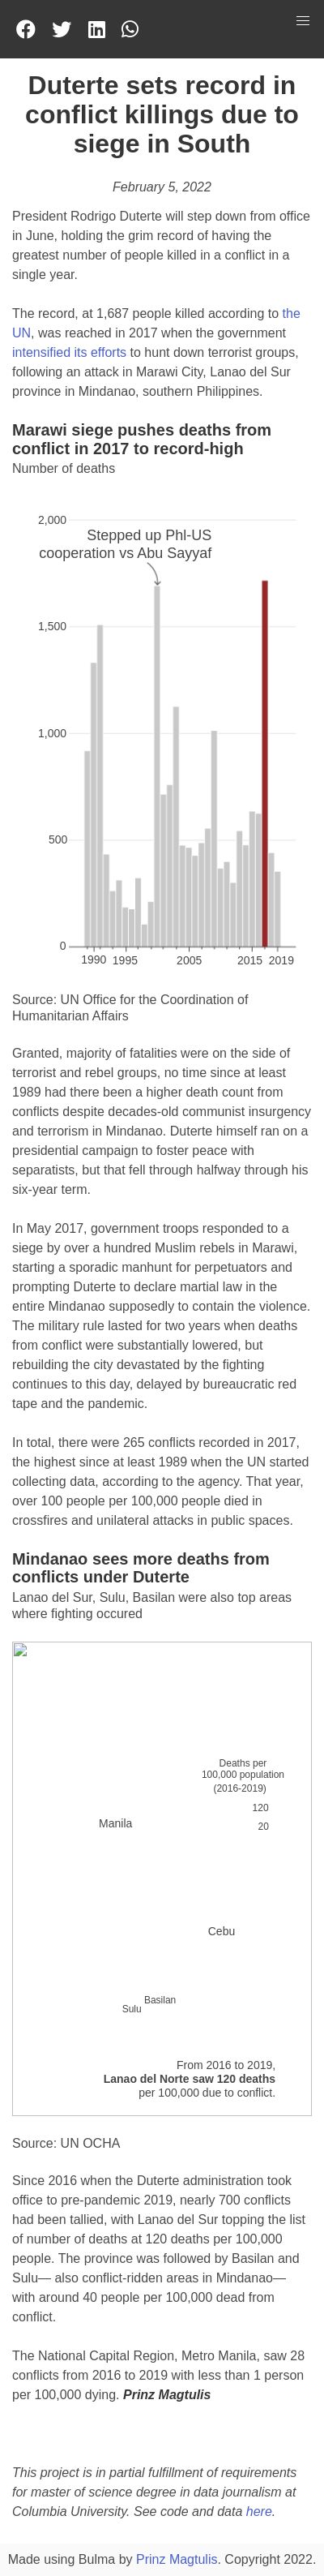 Duterte sets record in
conflict killings due to
siege in South
February 5, 2022
President Rodrigo Duterte will step down from office
in June, holding the grim record of having the
greatest number of people killed in a conflict in a
single year.
The record, at 1,687 people killed according to the
UN, was reached in 2017 when the government
intensified its efforts to hunt down terrorist groups,
following an attack in Marawi City, Lanao del Sur
province in Mindanao, southern Philippines.
Marawi siege pushes deaths from
conflict in 2017 to record-high
Number of deaths
2,000
Stepped up Phl-US
cooperation vs Abu Sayyaf
1,500
1,000
500
0
1990 1995 2005 2015 2019
Source: UN Office for the Coordination of
Humanitarian Affairs
Granted, majority of fatalities were on the side of
terrorist and rebel groups, no time since at least
1989 had there been a higher death count from
conflicts despite decades-old communist insurgency
and terrorism in Mindanao. Duterte himself ran on a
presidential campaign to foster peace with
separatists, but that fell through halfway through his
six-year term.
In May 2017, government troops responded to a
siege by over a hundred Muslim rebels in Marawi,
starting a sporadic manhunt for perpetuators and
prompting Duterte to declare martial law in the
entire Mindanao supposedly to contain the violence.
The military rule lasted for two years when deaths
from conflict were substantially lowered, but
rebuilding the city devastated by the fighting
continues to this day, delayed by bureaucratic red
tape and the pandemic.
In total, there were 265 conflicts recorded in 2017,
the highest since at least 1989 when the UN started
collecting data, according to the agency. That year,
over 100 people per 100,000 people died in
crossfires and unilateral attacks in public spaces.
Mindanao sees more deaths from
conflicts under Duterte
Lanao del Sur, Sulu, Basilan were also top areas
where fighting occured
Deaths per
100,000 population
(2016-2019)
120
20
Manila
Cebu
Basilan
Sulu
From 2016 to 2019,
Lanao del Norte saw 120 deaths
per 100,000 due to conflict.
Source: UN OCHA
Since 2016 when the Duterte administration took
office to pre-pandemic 2019, nearly 700 conflicts
had been tallied, with Lanao del Sur topping the list
of number of deaths at 120 deaths per 100,000
people. The province was followed by Basilan and
Sulu— also conflict-ridden areas in Mindanao—
with around 40 people per 100,000 dead from
conflict.
The National Capital Region, Metro Manila, saw 28
conflicts from 2016 to 2019 with less than 1 person
per 100,000 dying. Prinz Magtulis
This project is in partial fulfillment of requirements
for master of science degree in data journalism at
Columbia University. See code and data here.
Made using Bulma by Prinz Magtulis. Copyright 2022.